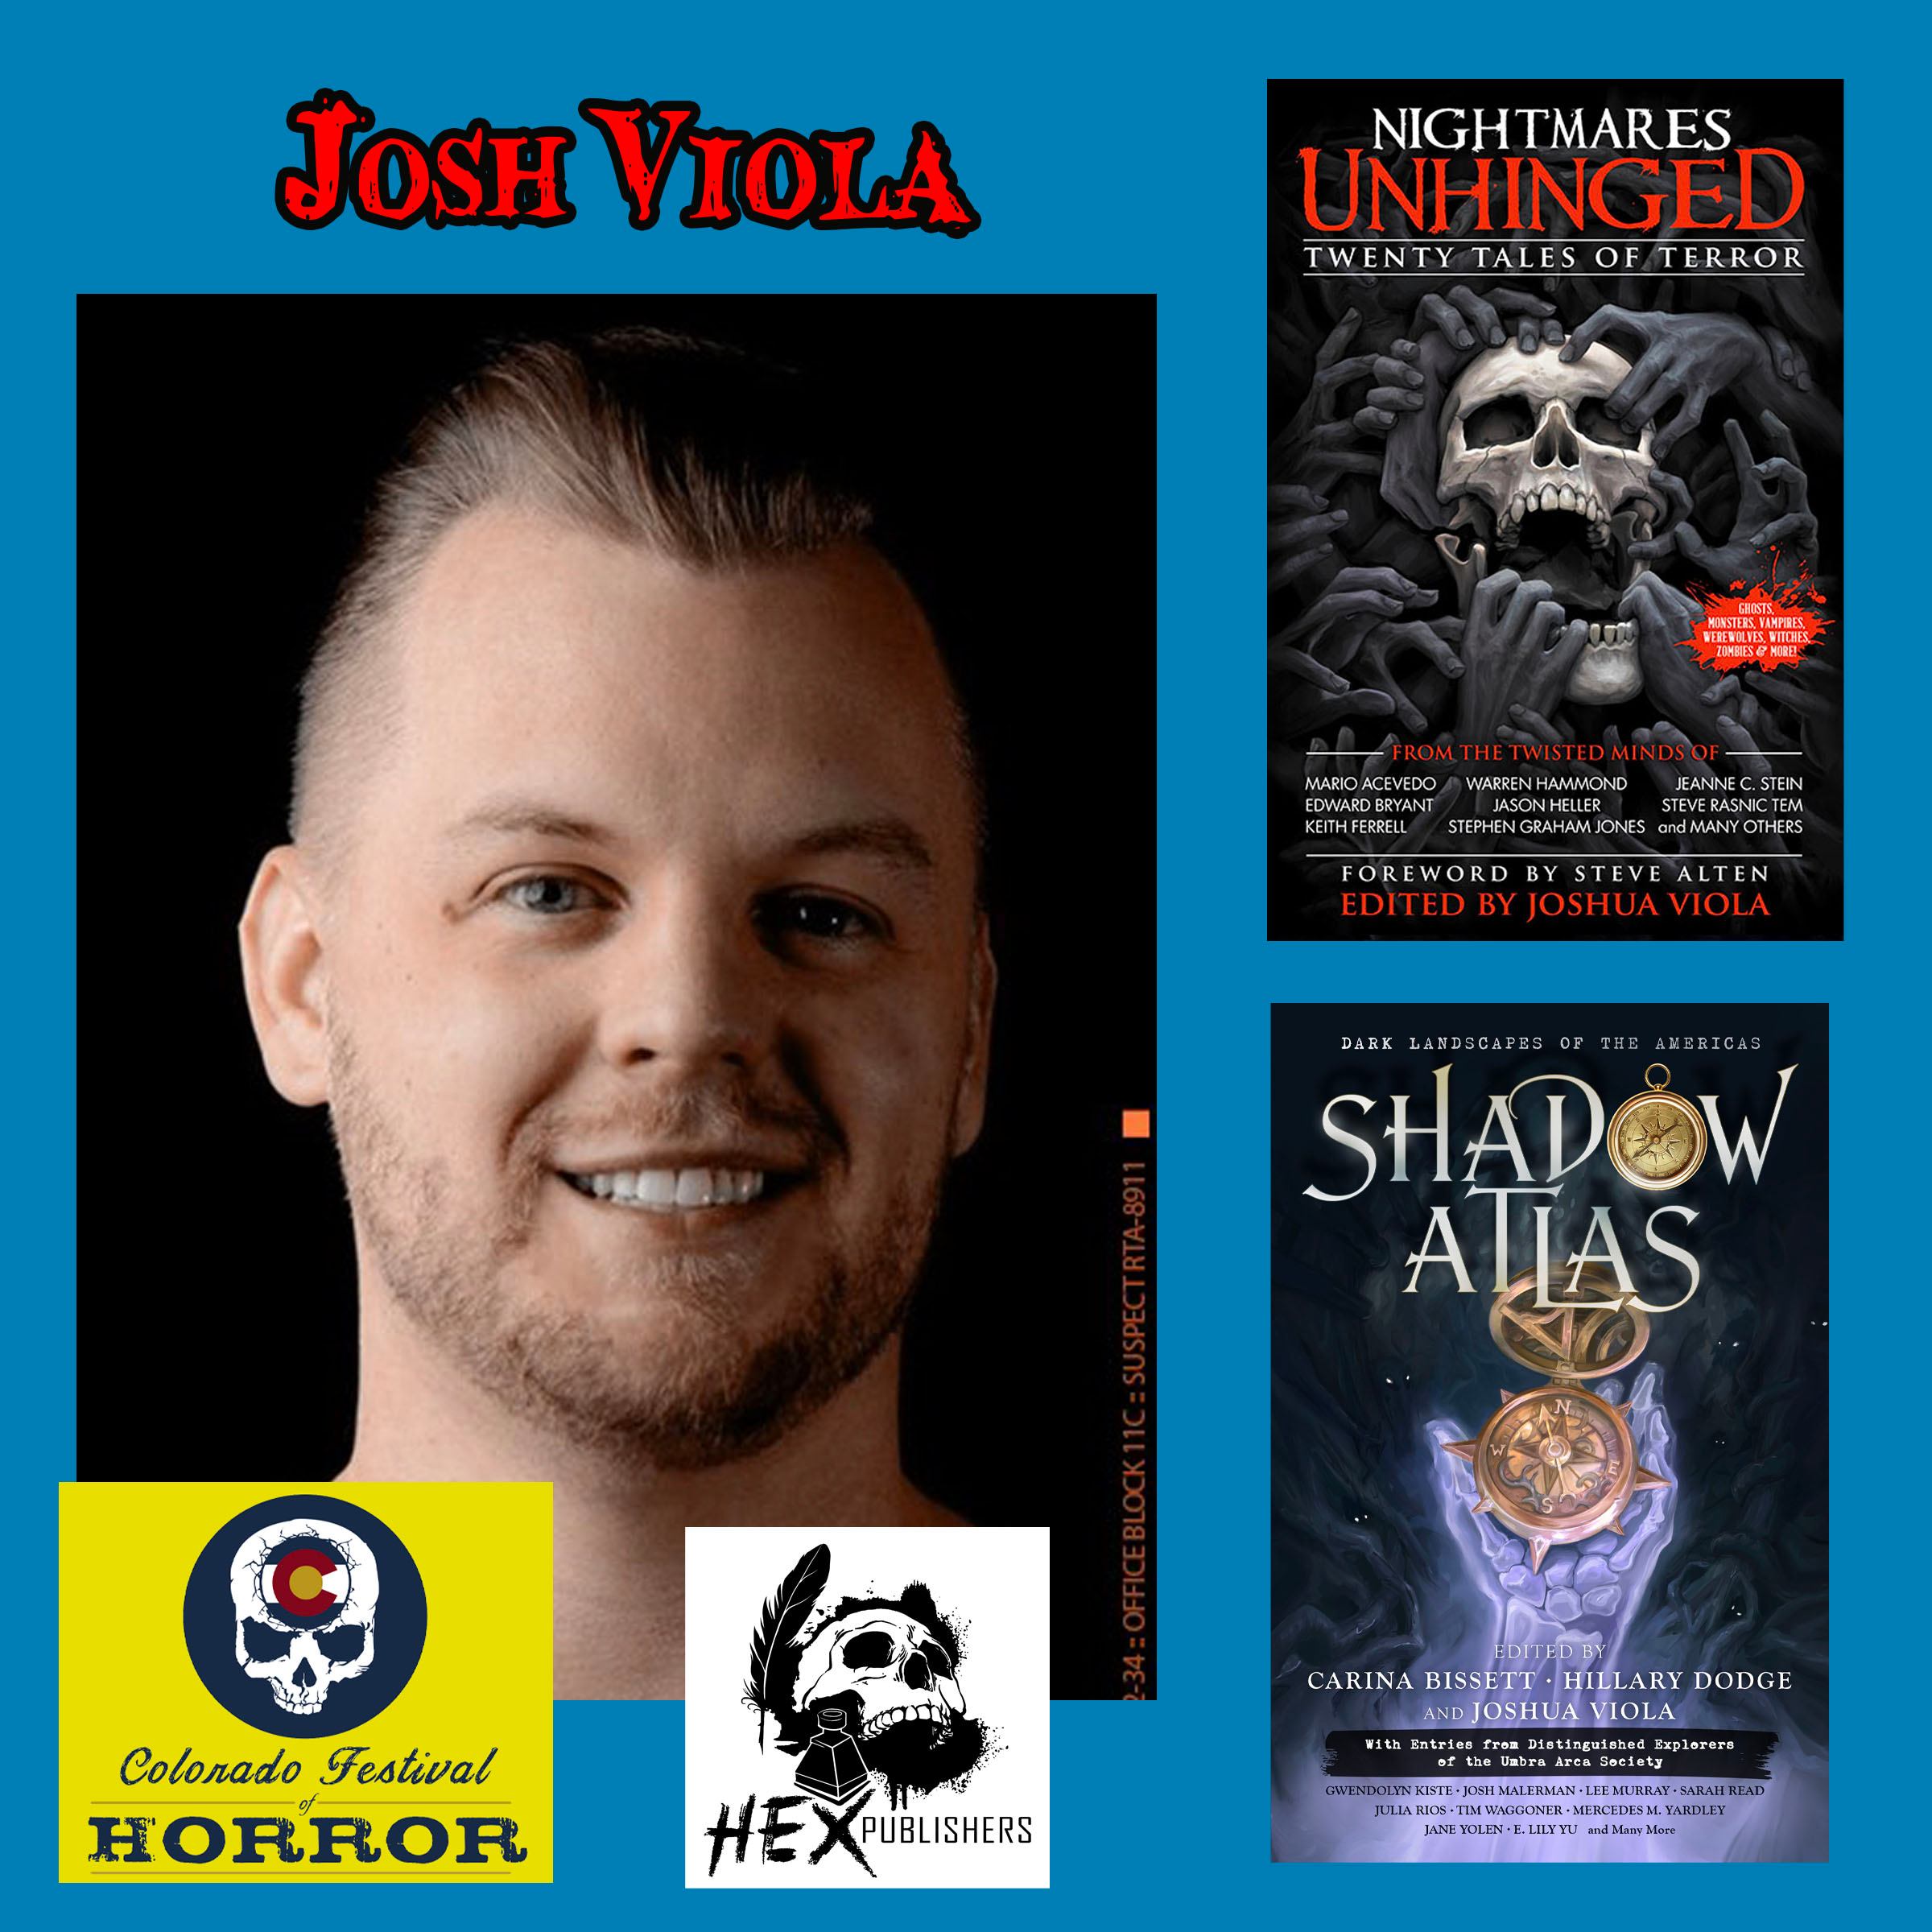 JOSH VIOLA
NIGHTMARES
UNHINGED
TWENTY TALES OF TERROR
GHOSTS,
MONSTERS, VAMPIRES,
WEREWOLVES, WITCHES,
ZOMBIES & MORE!
FROM THE TWISTED MINDS OF
MARIO ACEVEDO WARREN HAMMOND JEANNE C. STEIN
EDWARD BRYANT JASON HELLER STEVE RASNIC TEM
KEITH FERRELL STEPHEN GRAHAM JONES and MANY OTHERS
FOREWORD BY STEVE ALTEN
EDITED BY JOSHUA VIOLA
2-34 :: OFFICE BLOCK 11C :: SUSPECT RTA-8911
DARK LANDSCAPES OF THE AMERICAS
SHADOW
ATLAS
N
W E
S
EDITED BY
CARINA BISSETT · HILLARY DODGE
AND JOSHUA VIOLA
With Entries from Distinguished Explorers
of the Umbra Arca Society
GWENDOLYN KISTE · JOSH MALERMAN · LEE MURRAY · SARAH READ
JULIA RIOS · TIM WAGGONER · MERCEDES M. YARDLEY
JANE YOLEN · E. LILY YU and Many More
C
Colorado Festival
of
HORROR
HEX PUBLISHERS